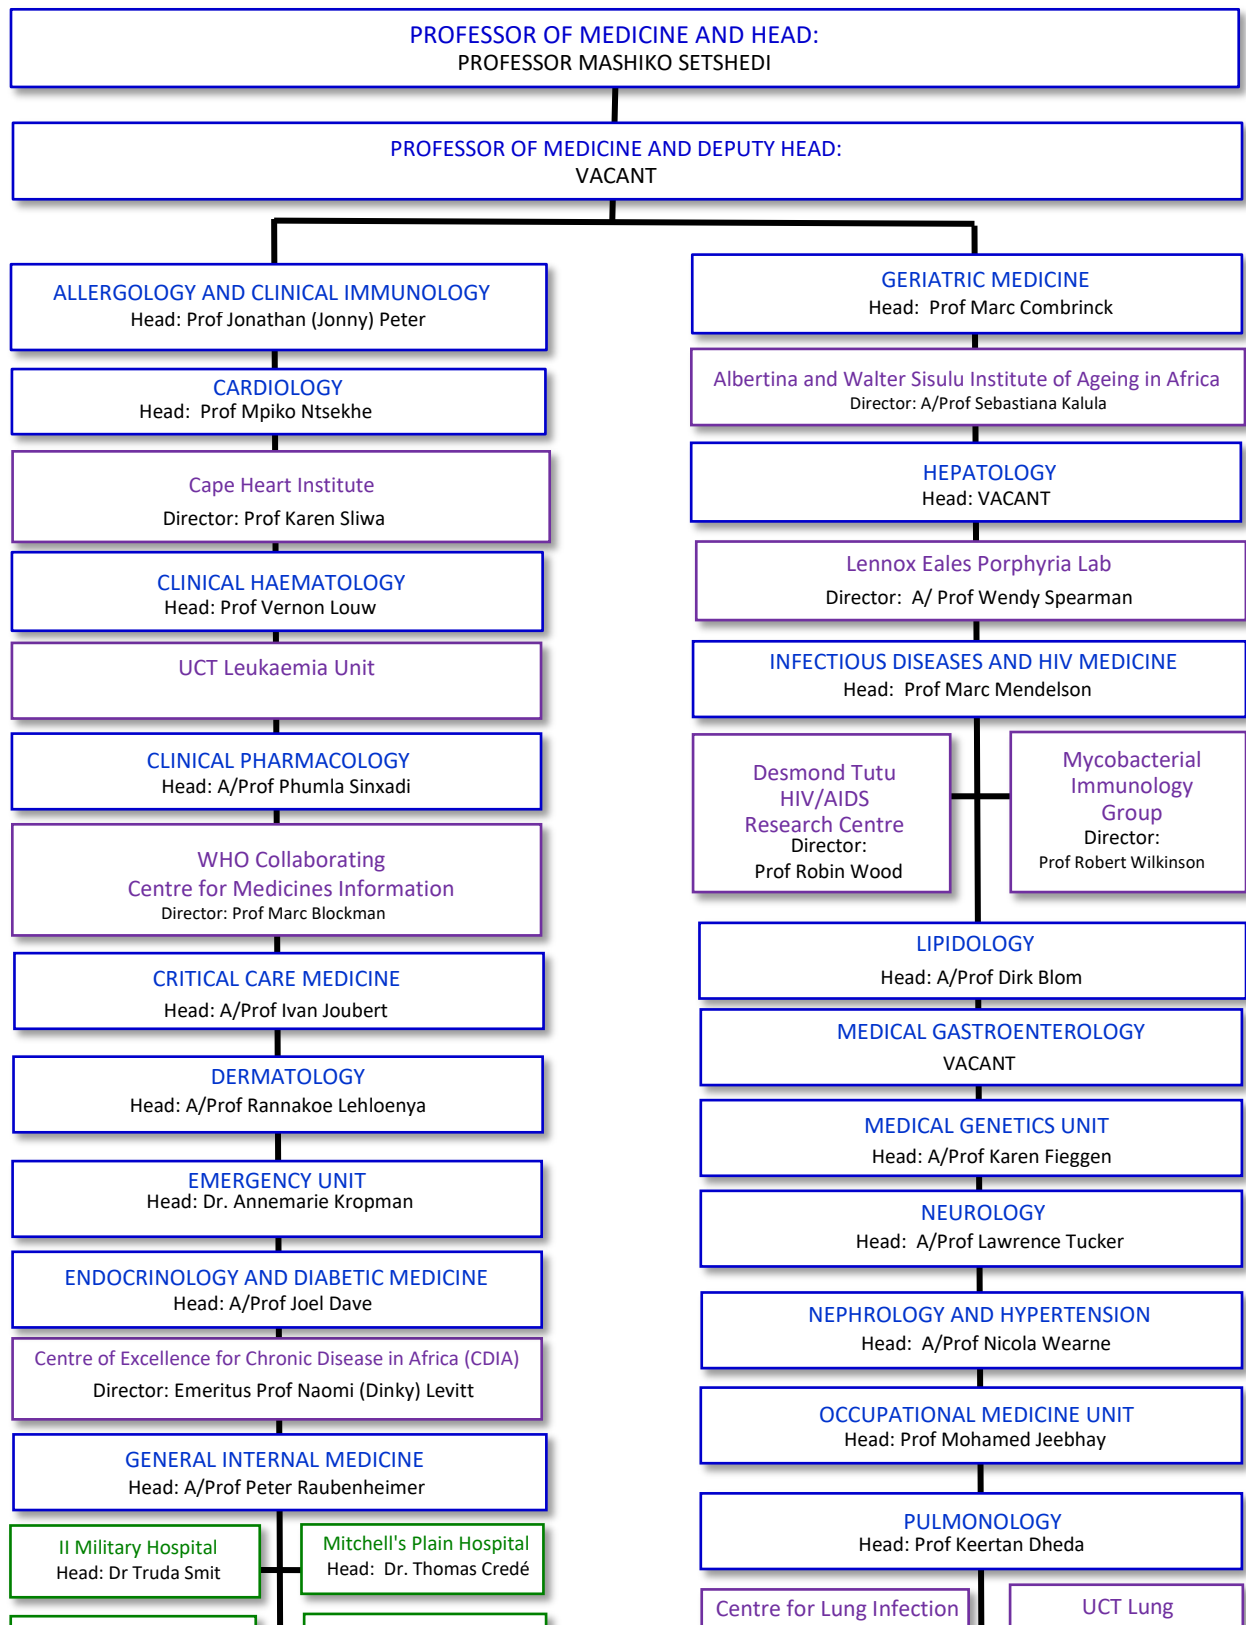 PROFESSOR OF MEDICINE AND HEAD:
PROFESSOR MASHIKO SETSHEDI
PROFESSOR OF MEDICINE AND DEPUTY HEAD:
VACANT
ALLERGOLOGY AND CLINICAL IMMUNOLOGY
Head: Prof Jonathan (Jonny) Peter
CARDIOLOGY
Head: Prof Mpiko Ntsekhe
Cape Heart Institute
Director: Prof Karen Sliwa
CLINICAL HAEMATOLOGY
Head: Prof Vernon Louw
UCT Leukaemia Unit
CLINICAL PHARMACOLOGY
Head: A/Prof Phumla Sinxadi
WHO Collaborating
Centre for Medicines Information
Director: Prof Marc Blockman
CRITICAL CARE MEDICINE
Head: A/Prof Ivan Joubert
DERMATOLOGY
Head: A/Prof Rannakoe Lehloenya
EMERGENCY UNIT
Head: Dr. Annemarie Kropman
ENDOCRINOLOGY AND DIABETIC MEDICINE
Head: A/Prof Joel Dave
Centre of Excellence for Chronic Disease in Africa (CDIA)
Director: Emeritus Prof Naomi (Dinky) Levitt
GENERAL INTERNAL MEDICINE
Head: A/Prof Peter Raubenheimer
II Military Hospital
Head: Dr Truda Smit
Mitchell's Plain Hospital
Head: Dr. Thomas Credé
GERIATRIC MEDICINE
Head: Prof Marc Combrinck
Albertina and Walter Sisulu Institute of Ageing in Africa
Director: A/Prof Sebastiana Kalula
HEPATOLOGY
Head: VACANT
Lennox Eales Porphyria Lab
Director: A/ Prof Wendy Spearman
INFECTIOUS DISEASES AND HIV MEDICINE
Head: Prof Marc Mendelson
Desmond Tutu
HIV/AIDS
Research Centre
Director:
Prof Robin Wood
Mycobacterial
Immunology
Group
Director:
Prof Robert Wilkinson
LIPIDOLOGY
Head: A/Prof Dirk Blom
MEDICAL GASTROENTEROLOGY
VACANT
MEDICAL GENETICS UNIT
Head: A/Prof Karen Fieggen
NEUROLOGY
Head: A/Prof Lawrence Tucker
NEPHROLOGY AND HYPERTENSION
Head: A/Prof Nicola Wearne
OCCUPATIONAL MEDICINE UNIT
Head: Prof Mohamed Jeebhay
PULMONOLOGY
Head: Prof Keertan Dheda
Centre for Lung Infection
UCT Lung